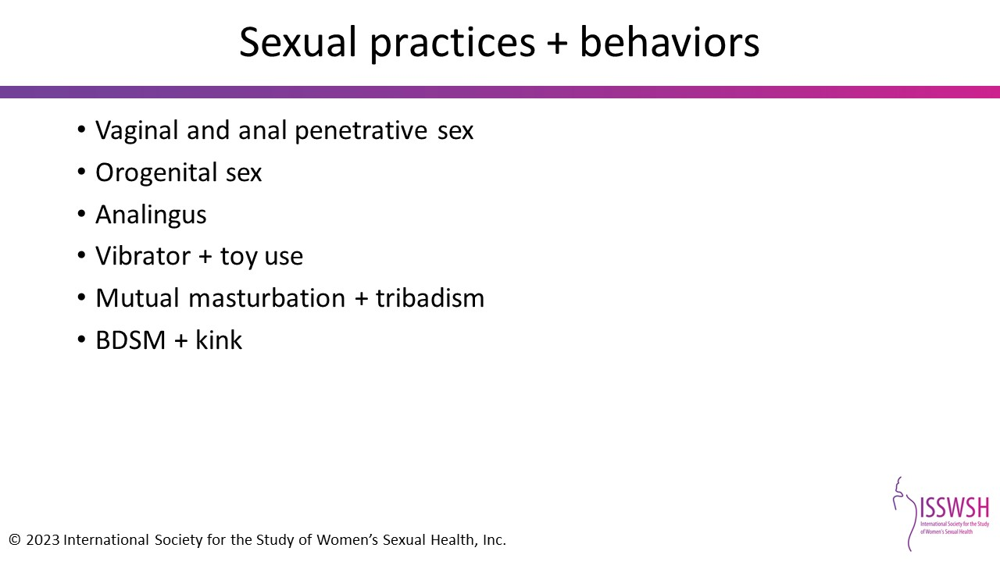 Sexual practices + behaviors
• Vaginal and anal penetrative sex
• Orogenital sex
• Analingus
• Vibrator + toy use
• Mutual masturbation + tribadism
• BDSM + kink
ISSWSH
International Society for the Study
of Women's Sexual Health
© 2023 International Society for the Study of Women’s Sexual Health, Inc.